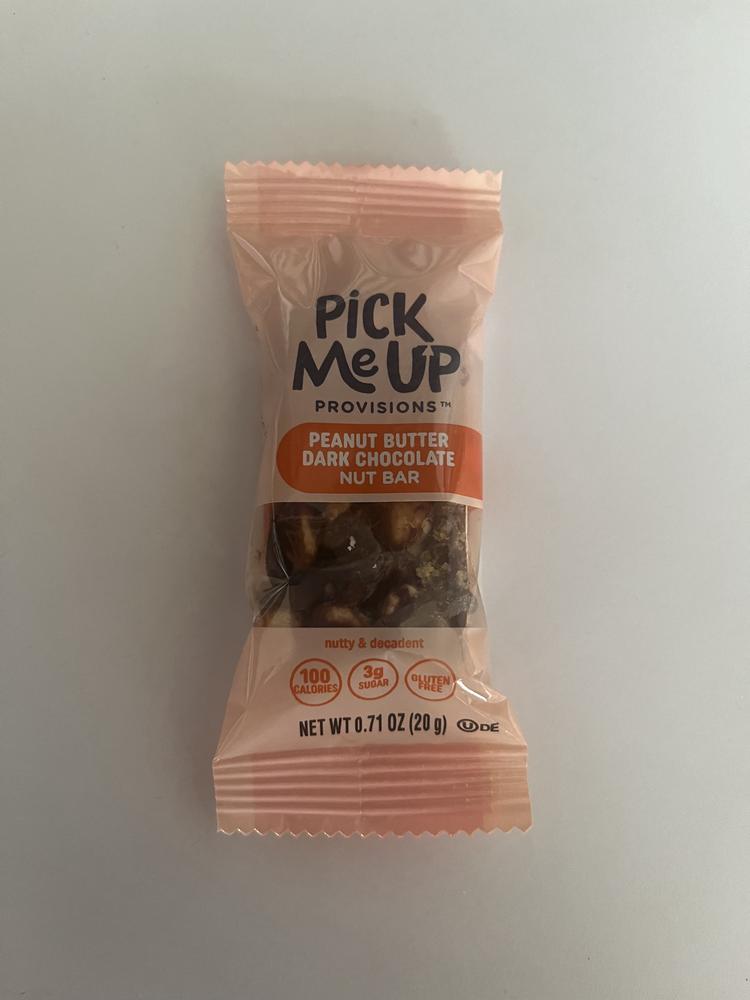 PiCK
Me UP
PROVISIONS™
PEANUT BUTTER
DARK CHOCOLATE
NUT BAR
nutty & decadent
100
CALORIES
3g
SUGAR
GLUTEN
FREE
NET WT 0.71 OZ (20 g) U DE